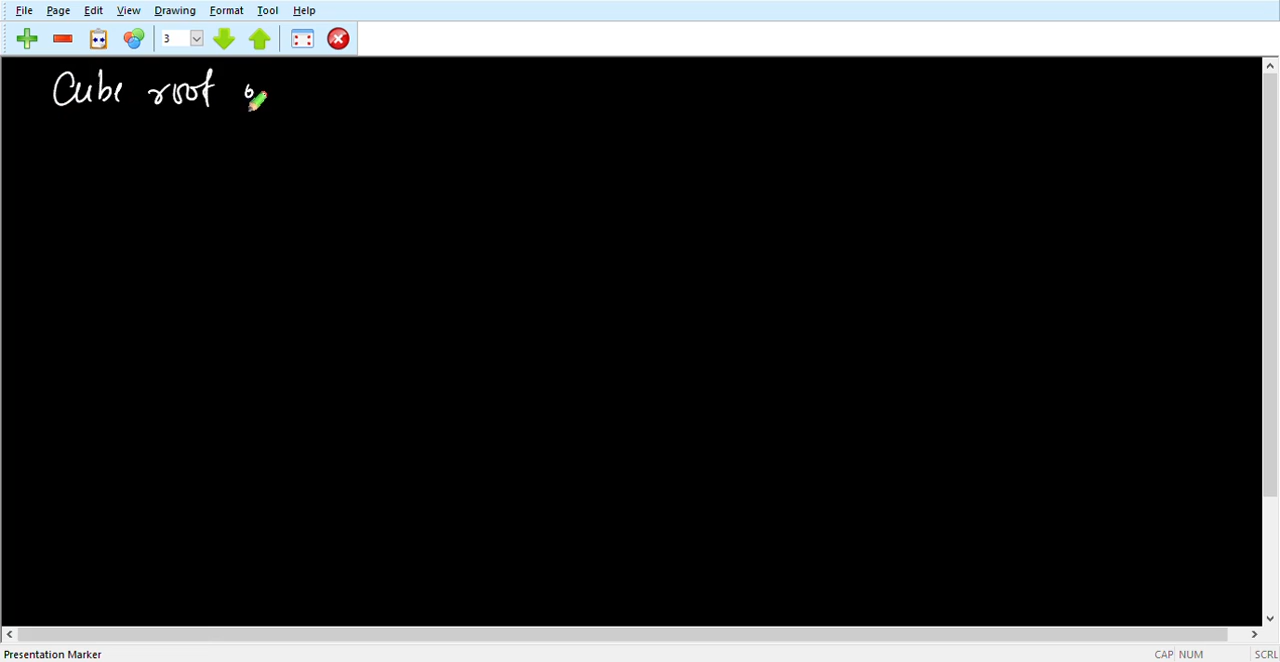 File Page Edit View Drawing Format Tool Help
3
Cube root o
Presentation Marker CAP NUM SCRL